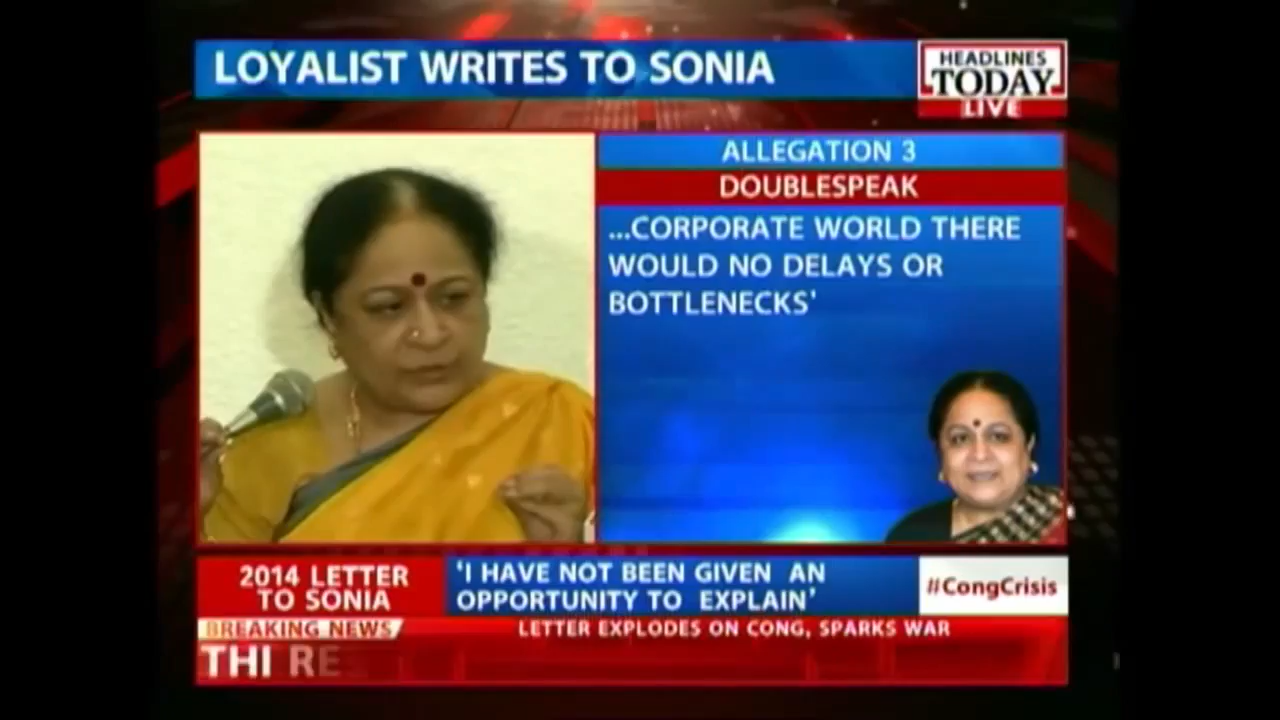 LOYALIST WRITES TO SONIA
HEADLINES
TODAY
LIVE
ALLEGATION 3
DOUBLESPEAK
...CORPORATE WORLD THERE
WOULD NO DELAYS OR
BOTTLENECKS'
2014 LETTER
TO SONIA
'I HAVE NOT BEEN GIVEN AN
OPPORTUNITY TO EXPLAIN'
#CongCrisis
BREAKING NEWS
LETTER EXPLODES ON CONG, SPARKS WAR
THI RE